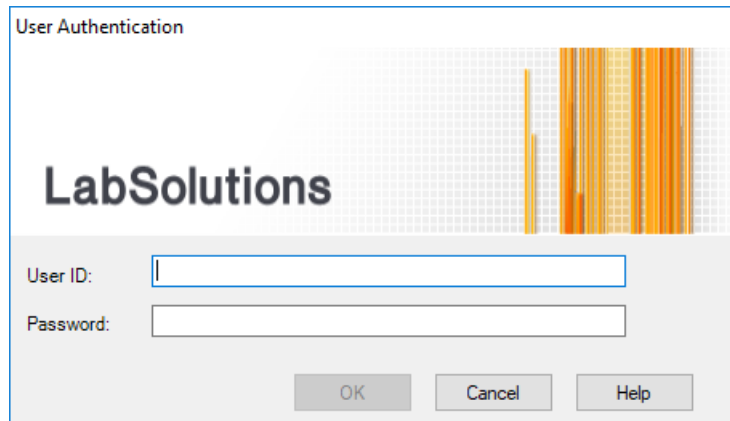 User Authentication
LabSolutions
User ID:
Password:
OK Cancel Help